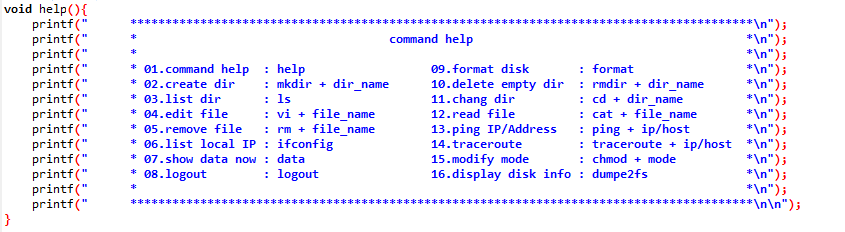 void help(){
    printf("      *****************************************************************************************\n");
    printf("      *                                    command help                                       *\n");
    printf("      *                                                                                       *\n");
    printf("      * 01.command help  : help                  09.format disk       : format                *\n");
    printf("      * 02.create dir    : mkdir + dir_name      10.delete empty dir  : rmdir + dir_name      *\n");
    printf("      * 03.list dir      : ls                    11.chang dir         : cd + dir_name         *\n");
    printf("      * 04.edit file     : vi + file_name        12.read file         : cat + file_name       *\n");
    printf("      * 05.remove file   : rm + file_name        13.ping IP/Address   : ping + ip/host        *\n");
    printf("      * 06.list local IP : ifconfig              14.traceroute        : traceroute + ip/host  *\n");
    printf("      * 07.show data now : data                  15.modify mode       : chmod + mode          *\n");
    printf("      * 08.logout        : logout                16.display disk info : dumpe2fs              *\n");
    printf("      *                                                                                       *\n");
    printf("      *****************************************************************************************\n\n");
}